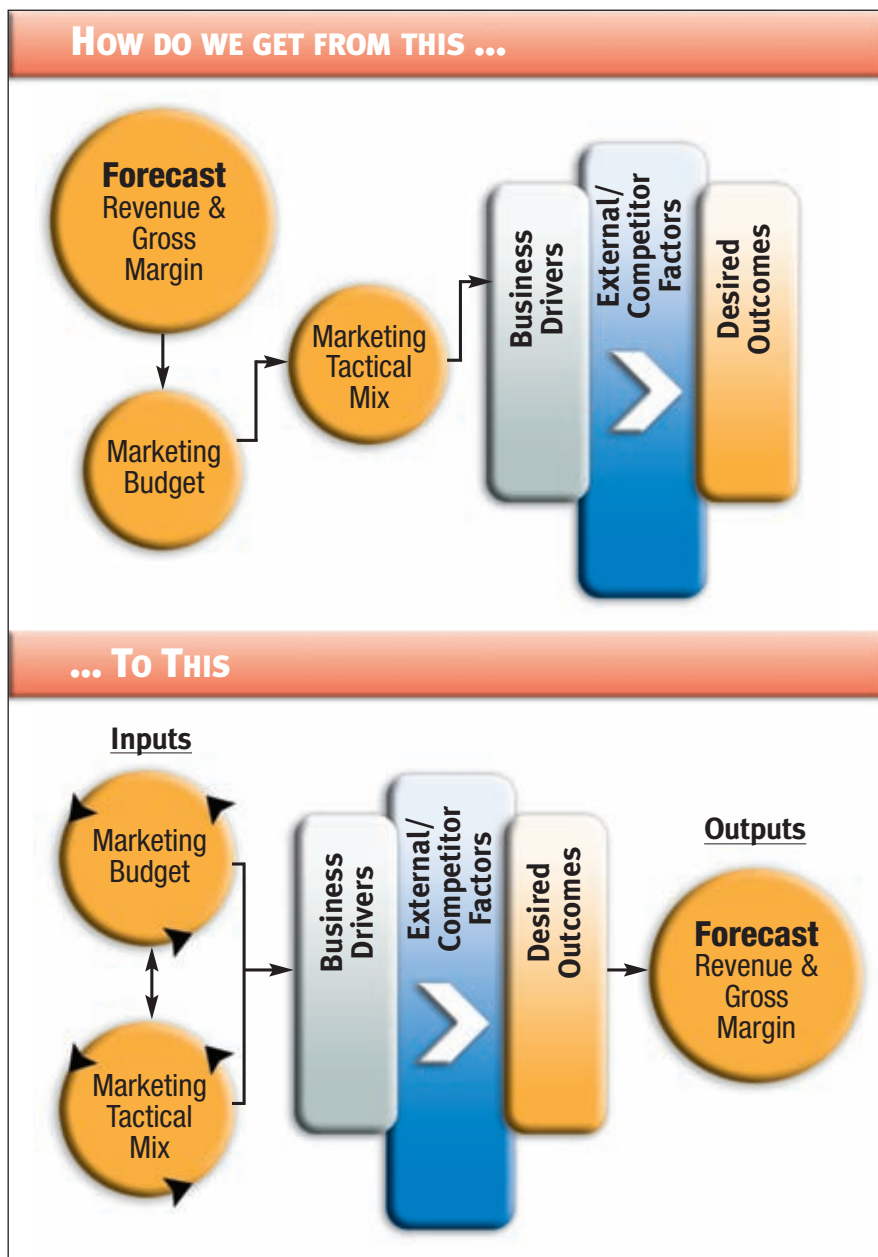 HOW DO WE GET FROM THIS ...
Forecast
Revenue &
Gross
Margin
Marketing
Budget
Marketing
Tactical
Mix
Business
Drivers
External/
Competitor
Factors
Desired
Outcomes
... TO THIS
Inputs
Marketing
Budget
Marketing
Tactical
Mix
Business
Drivers
External/
Competitor
Factors
Desired
Outcomes
Outputs
Forecast
Revenue &
Gross
Margin